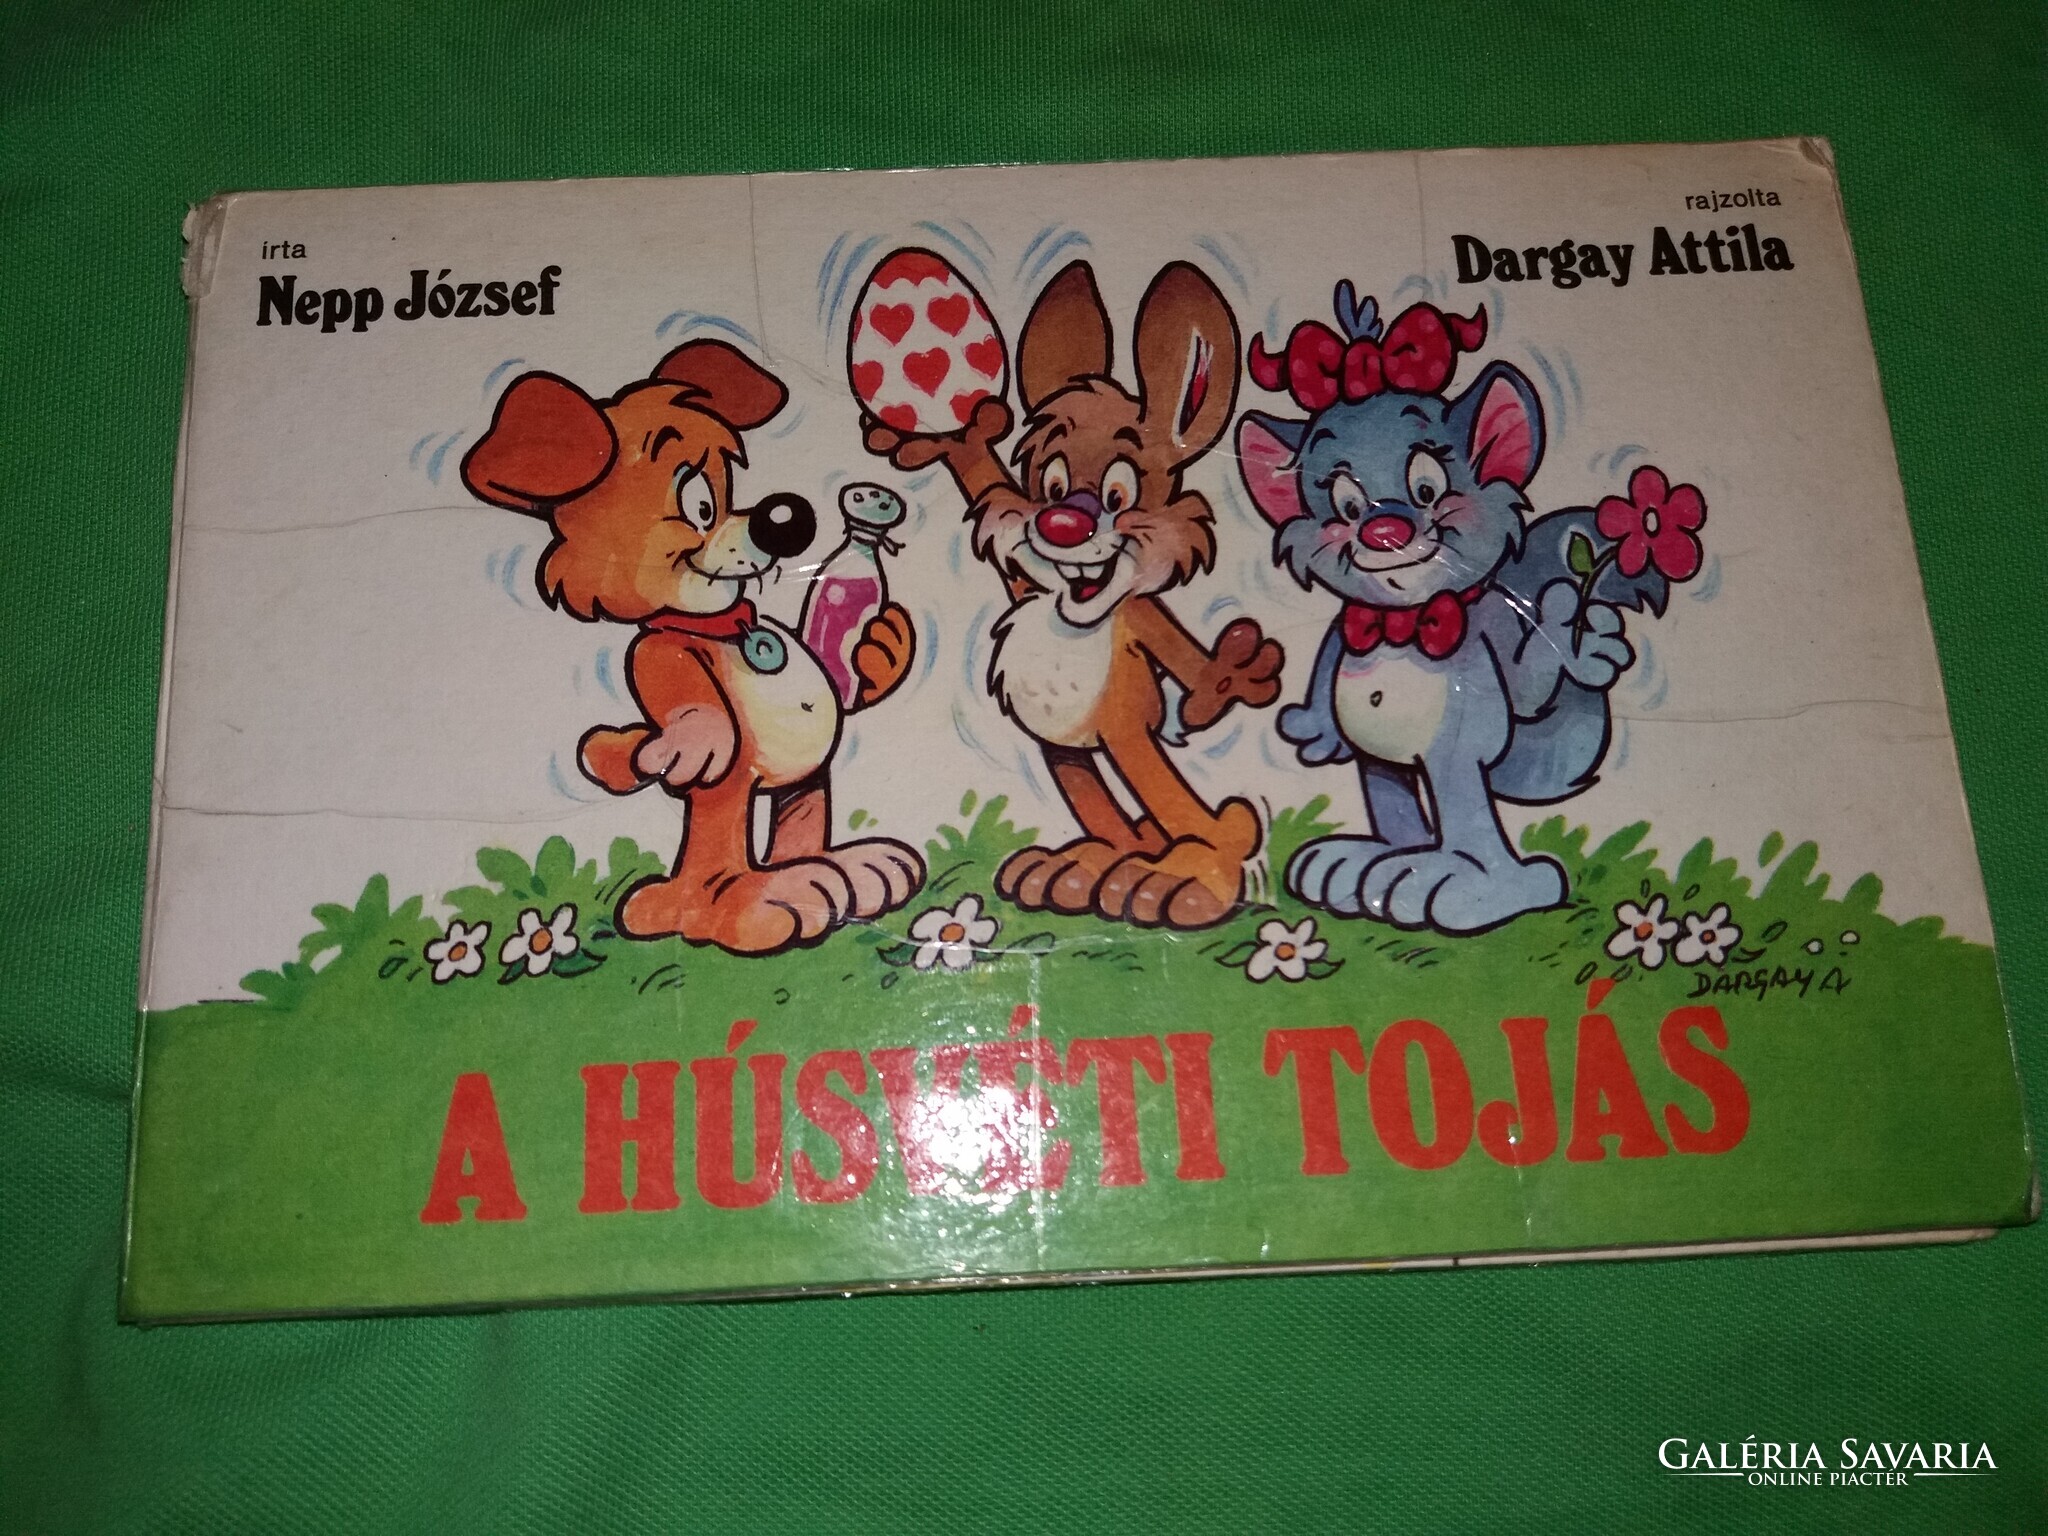 írta
Nepp József
rajzolta
Dargay Attila
DARGAY A
A HÚSVÉTI TOJÁS
GALÉRIA SAVARIA
ONLINE PIACTÉR